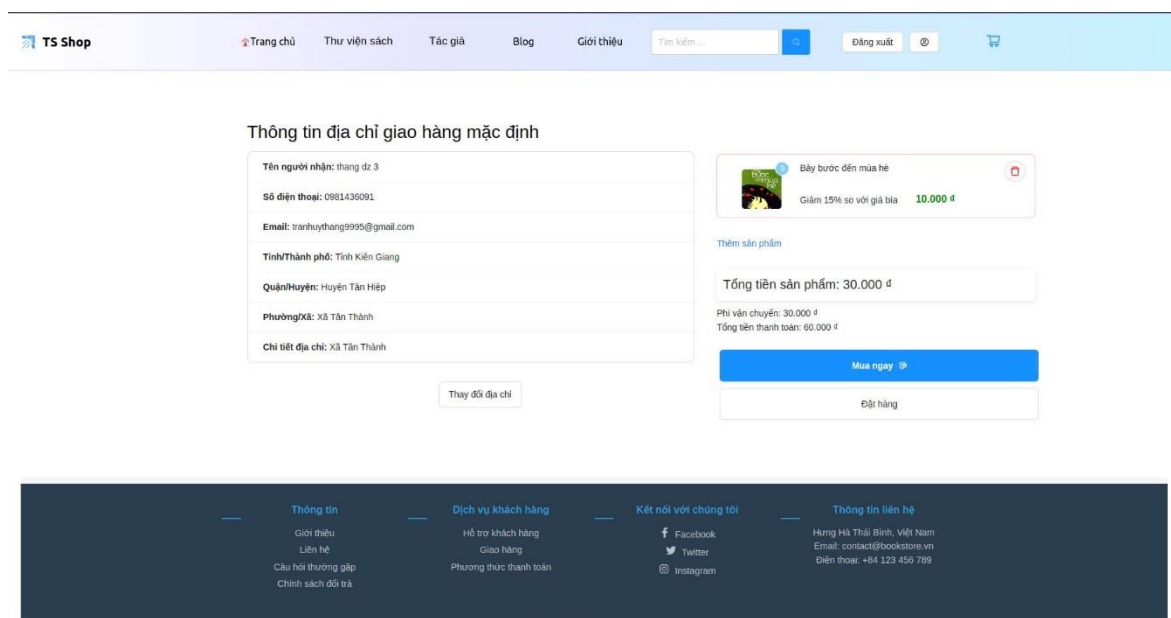 TS Shop
Trang chủ
Thư viện sách
Tác giả
Blog
Giới thiệu
Tìm kiếm ...
Đăng xuất
Thông tin địa chỉ giao hàng mặc định
Tên người nhận: thang dz 3
Số điện thoại: 0981436091
Email: tranhuythang9995@gmail.com
Tỉnh/Thành phố: Tỉnh Kiên Giang
Quận/Huyện: Huyện Tân Hiệp
Phường/Xã: Xã Tân Thành
Chi tiết địa chỉ: Xã Tân Thành
Thay đổi địa chỉ
Bảy bước đến mùa hè
Giảm 15% so với giá bìa 10.000 ₫
Thêm sản phẩm
Tổng tiền sản phẩm: 30.000 ₫
Phí vận chuyển: 30.000 ₫
Tổng tiền thanh toán: 60.000 ₫
Mua ngay
Đặt hàng
Thông tin
Giới thiệu
Liên hệ
Câu hỏi thường gặp
Chính sách đổi trả
Dịch vụ khách hàng
Hỗ trợ khách hàng
Giao hàng
Phương thức thanh toán
Kết nối với chúng tôi
Facebook
Twitter
Instagram
Thông tin liên hệ
Hưng Hà Thái Bình, Việt Nam
Email: contact@bookstore.vn
Điện thoại: +84 123 456 789